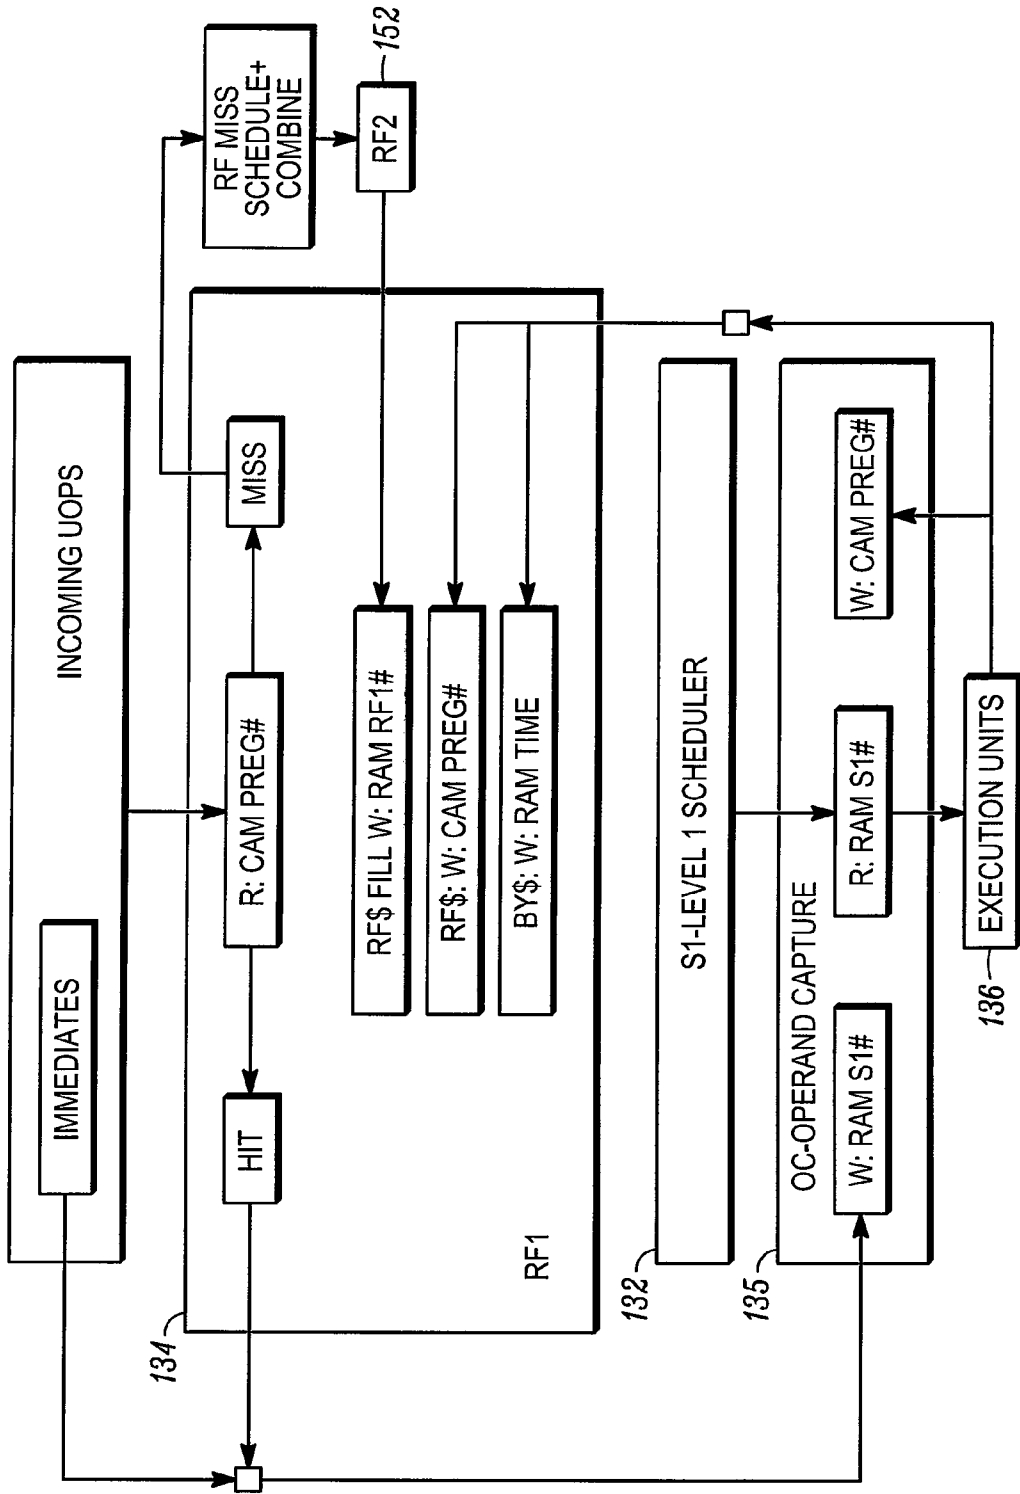 INCOMING UOPS
IMMEDIATES
134
HIT
R: CAM PREG#
MISS
RF MISS
SCHEDULE+
COMBINE
RF2
152
RF$ FILL W: RAM RF1#
RF$: W: CAM PREG#
BY$: W: RAM TIME
RF1
132
S1-LEVEL 1 SCHEDULER
135
OC-OPERAND CAPTURE
W: RAM S1#
R: RAM S1#
W: CAM PREG#
136
EXECUTION UNITS